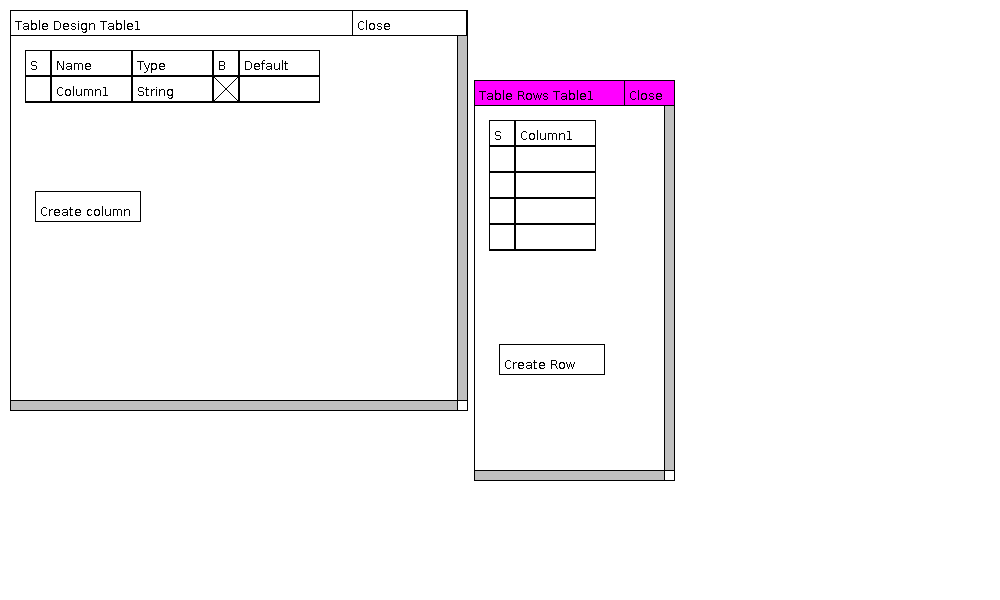 Table Design Table1 Close
S Name Type B Default
Column1 String
Create column
Table Rows Table1 Close
S Column1
Create Row